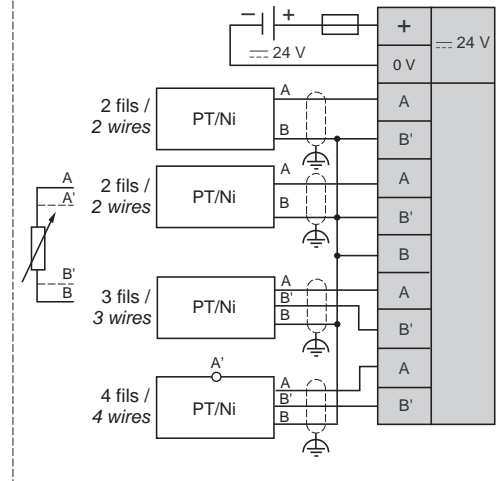 − + +
⎓ 24 V
⎓ 24 V
0 V
2 fils /
2 wires
PT/Ni
A
B
A
B'
2 fils /
2 wires
PT/Ni
A
B
A
B'
B
A
A'
B'
B
3 fils /
3 wires
PT/Ni
A
B'
B
A
B'
A'
4 fils /
4 wires
PT/Ni
A
B'
B
A
B'